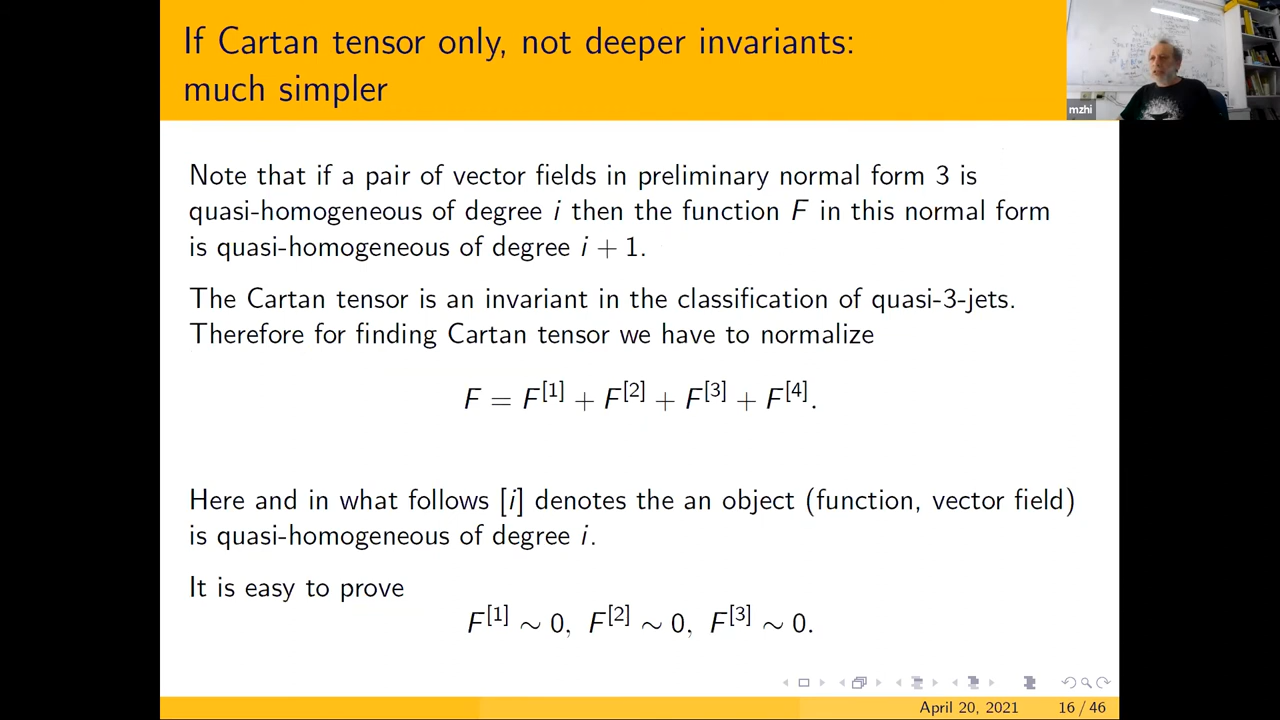 If Cartan tensor only, not deeper invariants:
much simpler
mzhi
Note that if a pair of vector fields in preliminary normal form 3 is
quasi-homogeneous of degree i then the function F in this normal form
is quasi-homogeneous of degree i + 1.
The Cartan tensor is an invariant in the classification of quasi-3-jets.
Therefore for finding Cartan tensor we have to normalize
F = F^[1] + F^[2] + F^[3] + F^[4].
Here and in what follows [i] denotes the an object (function, vector field)
is quasi-homogeneous of degree i.
It is easy to prove
F^[1] ∼ 0, F^[2] ∼ 0, F^[3] ∼ 0.
April 20, 2021 16 / 46